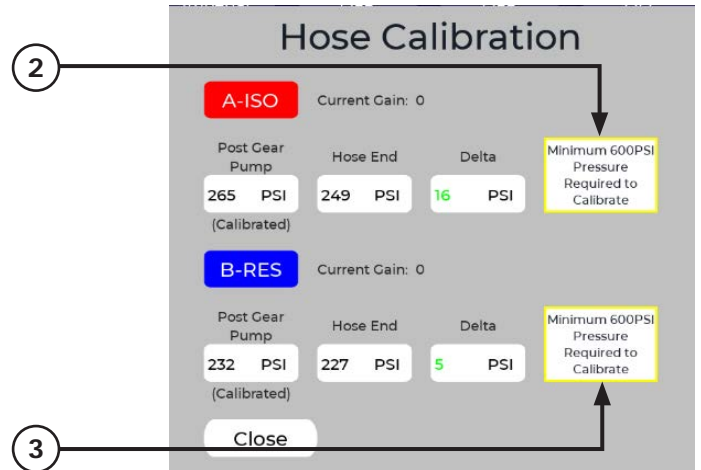 Hose Calibration
2
A-ISO Current Gain: 0
Post Gear Pump Hose End Delta
265 PSI 249 PSI 16 PSI
(Calibrated)
Minimum 600PSI
Pressure
Required to
Calibrate
B-RES Current Gain: 0
Post Gear Pump Hose End Delta
232 PSI 227 PSI 5 PSI
(Calibrated)
Minimum 600PSI
Pressure
Required to
Calibrate
Close
3